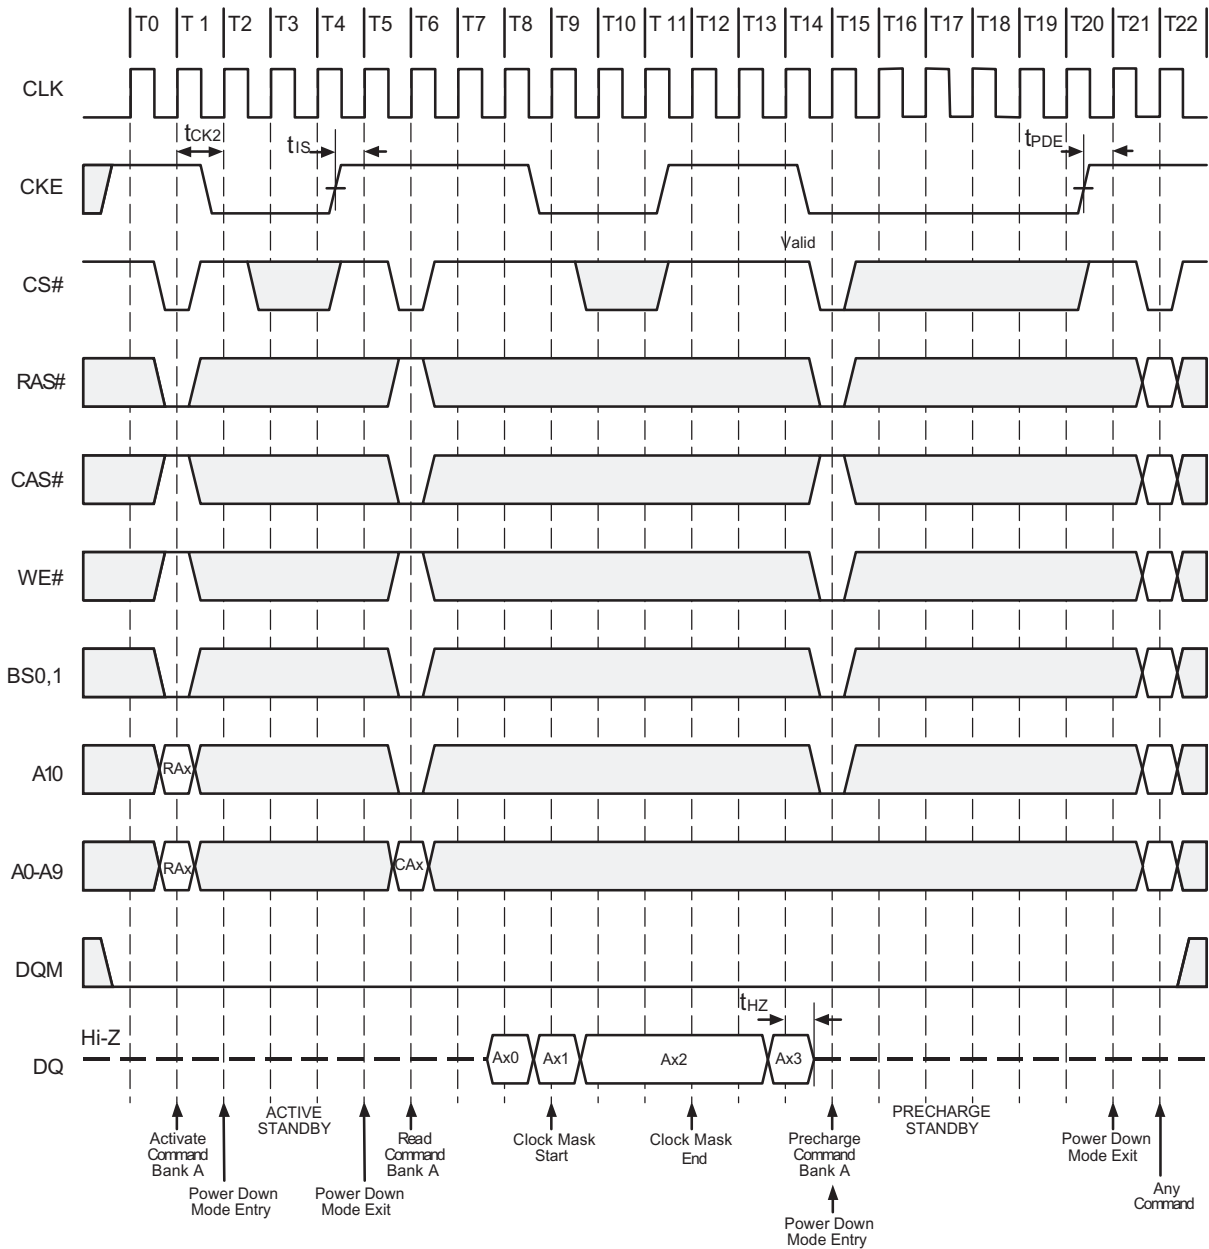 T0 T 1 T2 T3 T4 T5 T6 T7 T8 T9 T10 T 11 T12 T13 T14 T15 T16 T17 T18 T19 T20 T21 T22
CLK
tCK2
tIS
tPDE
CKE
Valid
CS#
RAS#
CAS#
WE#
BS0,1
A10
RAx
A0-A9
RAx
CAx
DQM
tHZ
Hi-Z
DQ
Ax0
Ax1
Ax2
Ax3
ACTIVE
STANDBY
PRECHARGE
STANDBY
Activate
Command
Bank A
Read
Command
Bank A
Clock Mask
Start
Clock Mask
End
Precharge
Command
Bank A
Power Down
Mode Exit
Power Down
Mode Entry
Power Down
Mode Exit
Any
Command
Power Down
Mode Entry